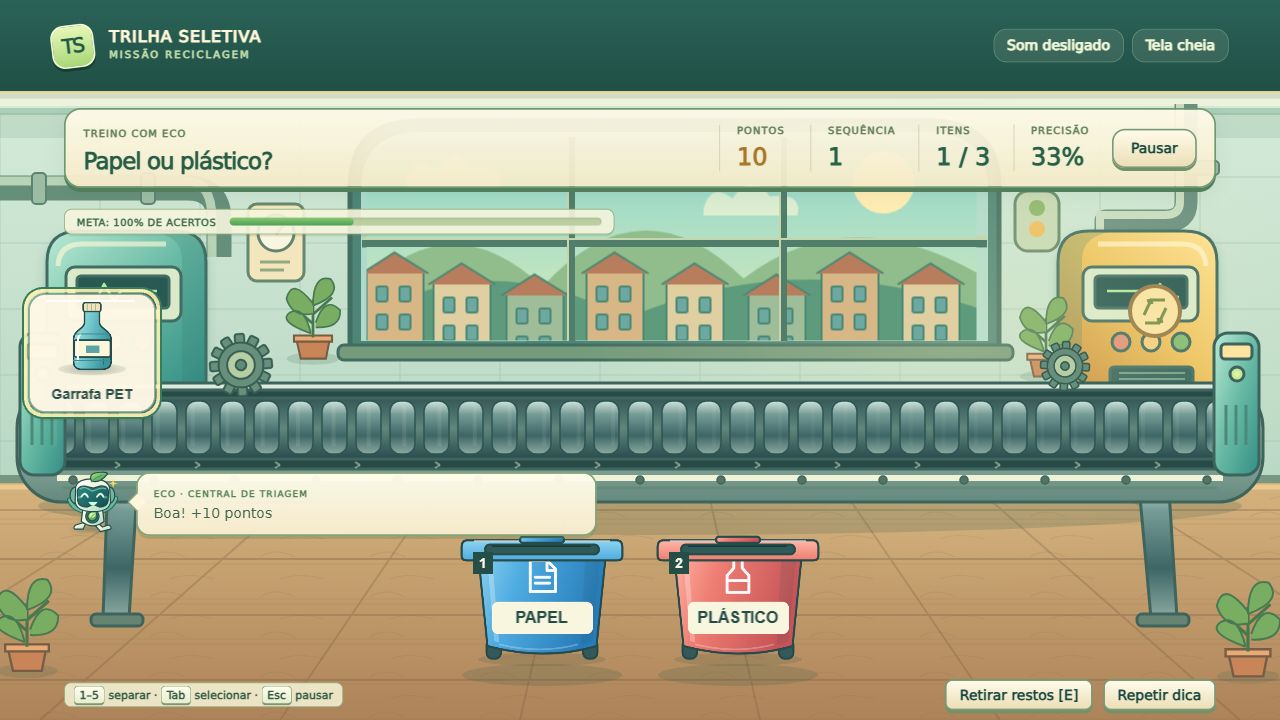 TS
TRILHA SELETIVA
MISSÃO RECICLAGEM
Som desligado
Tela cheia
TREINO COM ECO
Papel ou plástico?
PONTOS
10
SEQUÊNCIA
1
ITENS
1 / 3
PRECISÃO
33%
Pausar
META: 100% DE ACERTOS
Garrafa PET
ECO · CENTRAL DE TRIAGEM
Boa! +10 pontos
1
PAPEL
2
PLÁSTICO
1–5 separar · Tab selecionar · Esc pausar
Retirar restos [E]
Repetir dica